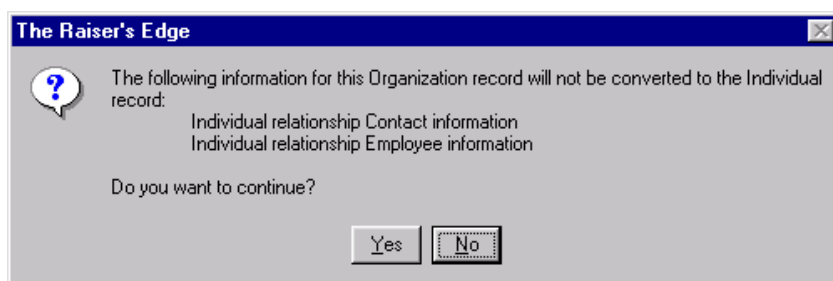 The Raiser's Edge
?
The following information for this Organization record will not be converted to the Individual
record:
Individual relationship Contact information
Individual relationship Employee information
Do you want to continue?
Yes No